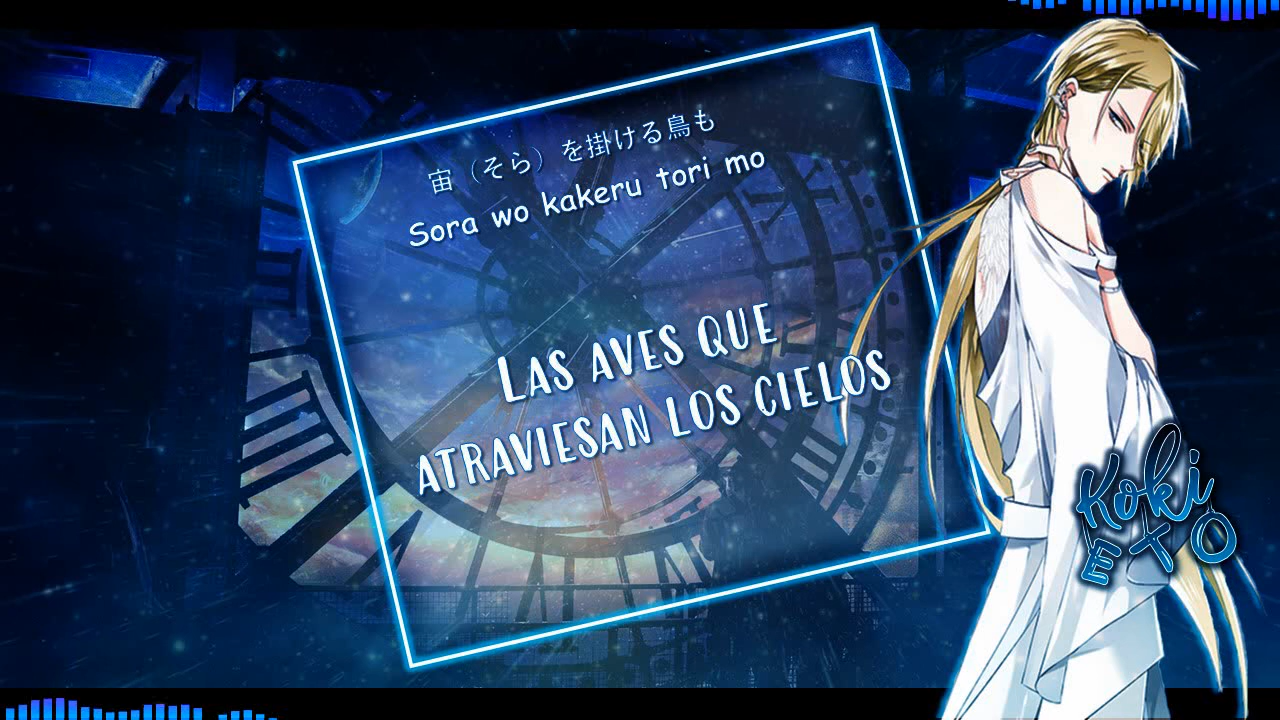 宙（そら）を掛ける鳥も
Sora wo kakeru tori mo
LAS AVES QUE
ATRAVIESAN LOS CIELOS
Koki
ETO